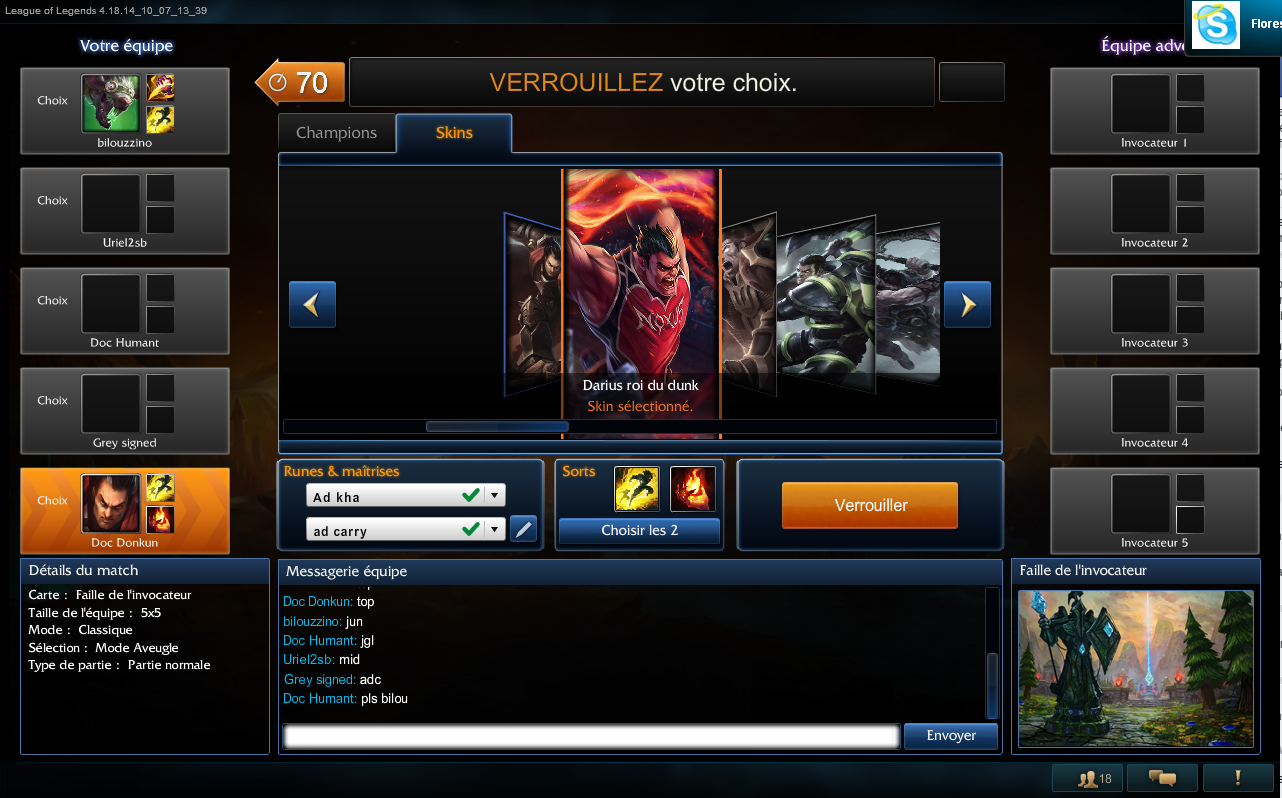 League of Legends 4.18.14_10_07_13_39
Flores
Votre équipe
Équipe adve
70
VERROUILLEZ votre choix.
Champions
Skins
Choix
bilouzzino
Choix
Uriel2sb
Choix
Doc Humant
Choix
Grey signed
Choix
Doc Donkun
NOXUS
Darius roi du dunk
Skin sélectionné.
Invocateur 1
Invocateur 2
Invocateur 3
Invocateur 4
Invocateur 5
Runes & maîtrises
Ad kha
ad carry
Sorts
Choisir les 2
Verrouiller
Détails du match
Carte : Faille de l'invocateur
Taille de l'équipe : 5x5
Mode : Classique
Sélection : Mode Aveugle
Type de partie : Partie normale
Messagerie équipe
Doc Donkun: top
bilouzzino: jun
Doc Humant: jgl
Uriel2sb: mid
Grey signed: adc
Doc Humant: pls bilou
Envoyer
Faille de l'invocateur
18